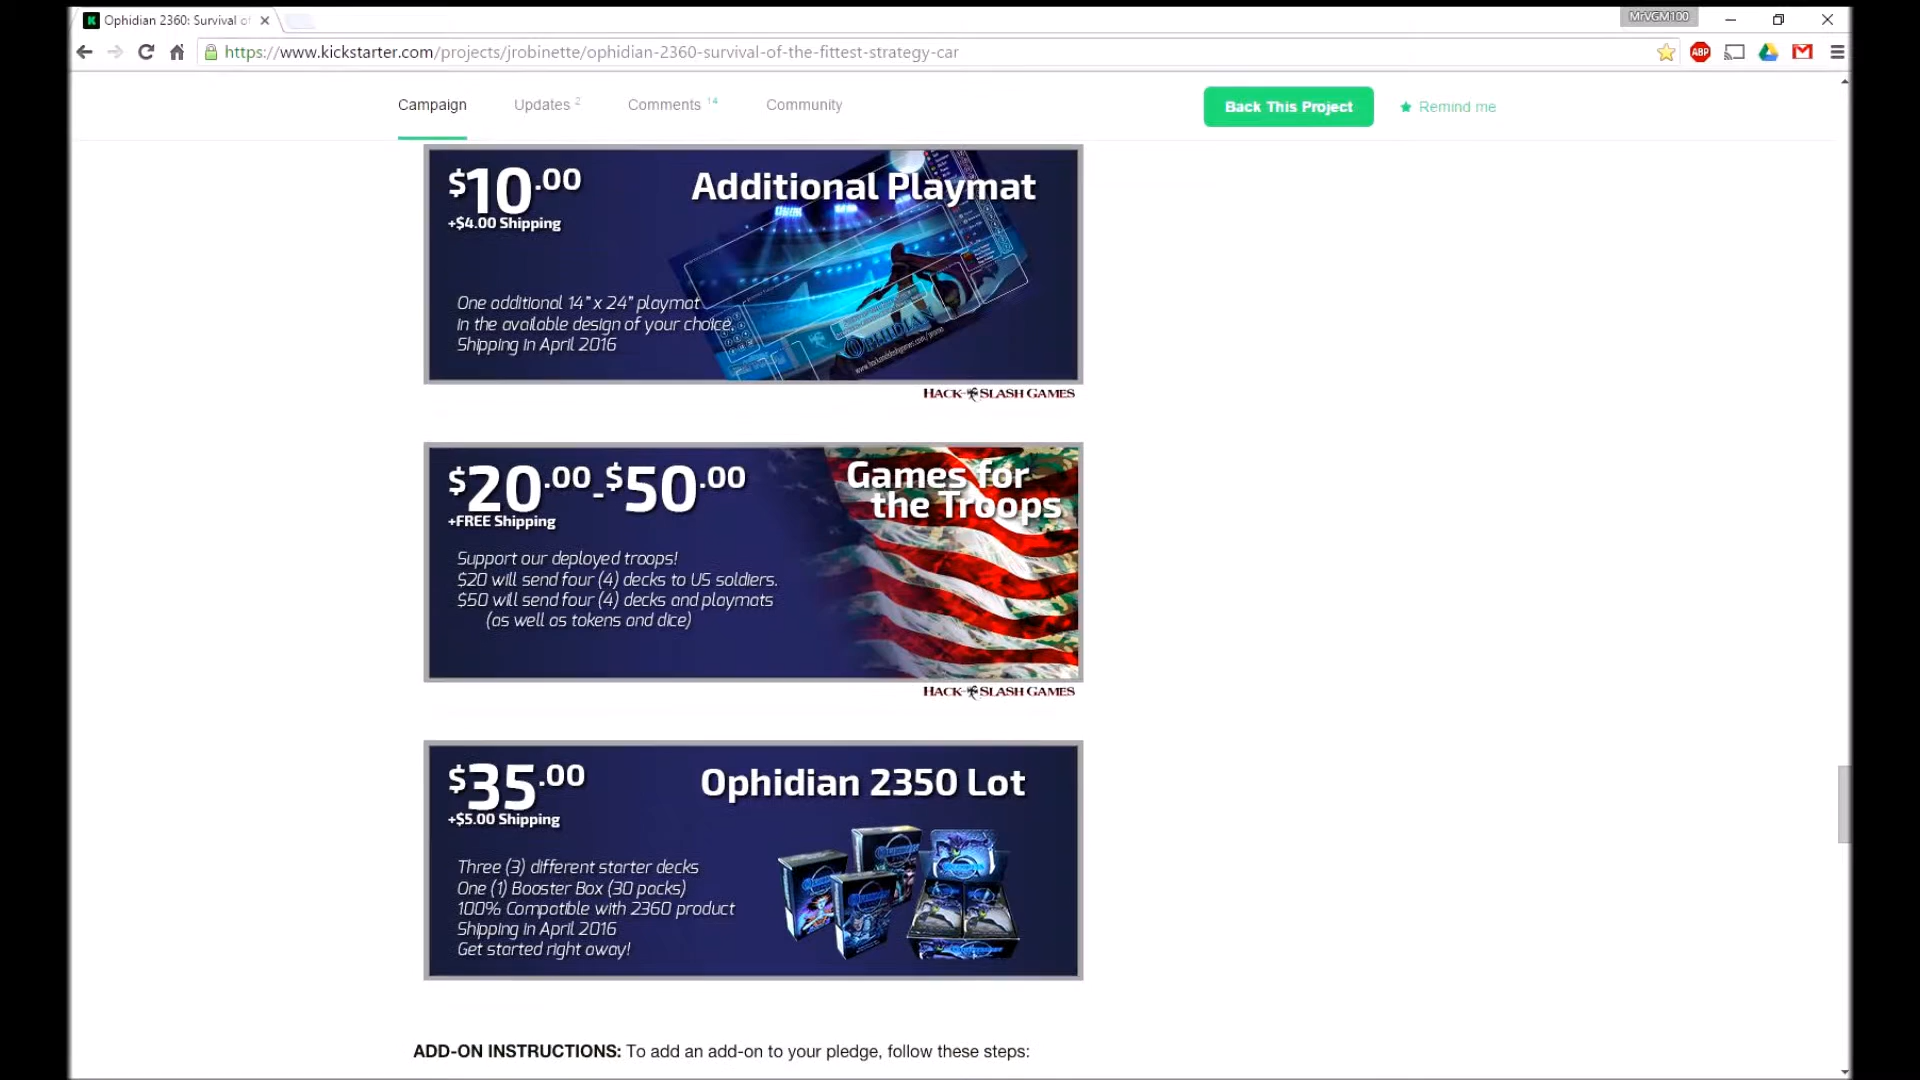 Ophidian 2360: Survival of
MrVGM100
https://www.kickstarter.com/projects/jrobinette/ophidian-2360-survival-of-the-fittest-strategy-car
ABP
Campaign
Updates 2
Comments 14
Community
Back This Project
Remind me
$10.00
+$4.00 Shipping
Additional Playmat
One additional 14" x 24" playmat
in the available design of your choice.
Shipping in April 2016
OPHIDIAN
HACK SLASH GAMES
$20.00-$50.00
+FREE Shipping
Games for
the Troops
Support our deployed troops!
$20 will send four (4) decks to US soldiers.
$50 will send four (4) decks and playmats
(as well as tokens and dice)
HACK SLASH GAMES
$35.00
+$5.00 Shipping
Ophidian 2350 Lot
Three (3) different starter decks
One (1) Booster Box (30 packs)
100% Compatible with 2360 product
Shipping in April 2016
Get started right away!
ADD-ON INSTRUCTIONS: To add an add-on to your pledge, follow these steps: